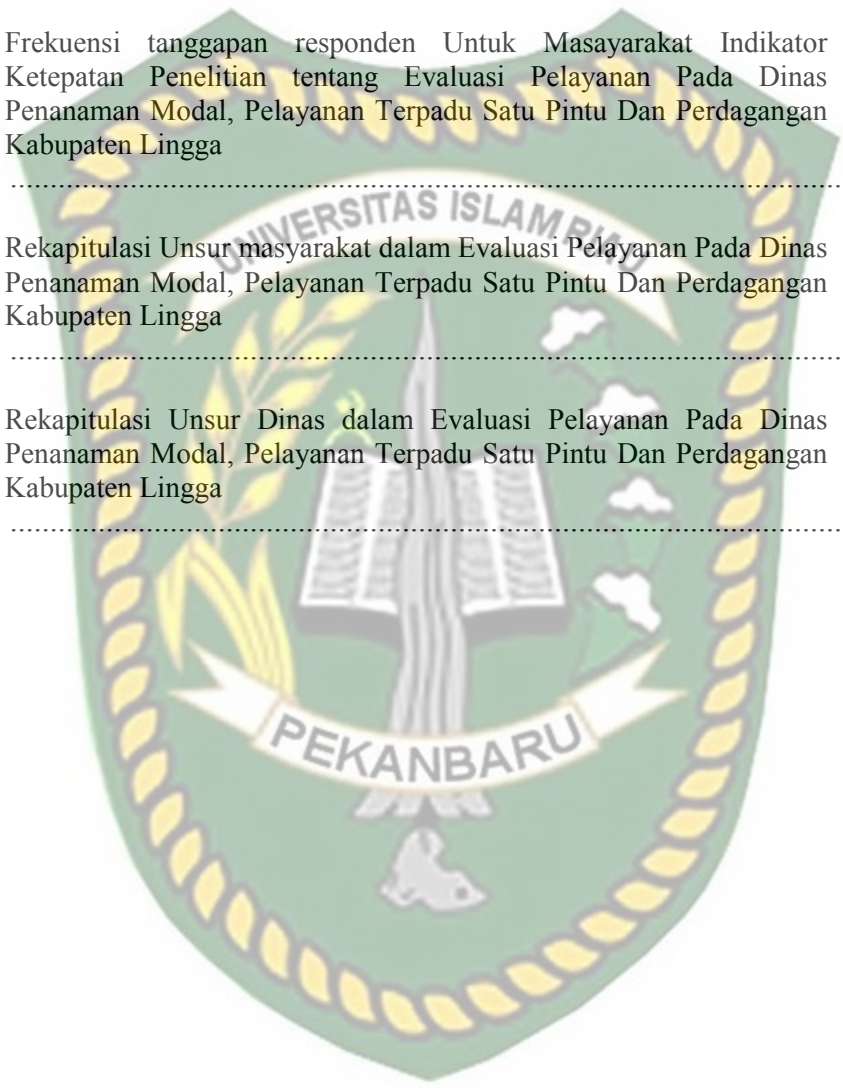 Frekuensi tanggapan responden Untuk Masayarakat Indikator
Ketepatan Penelitian tentang Evaluasi Pelayanan Pada Dinas
Penanaman Modal, Pelayanan Terpadu Satu Pintu Dan Perdagangan
Kabupaten Lingga
..........................................................................................................
UNIVERSITAS ISLAM RIAU
Rekapitulasi Unsur masyarakat dalam Evaluasi Pelayanan Pada Dinas
Penanaman Modal, Pelayanan Terpadu Satu Pintu Dan Perdagangan
Kabupaten Lingga
..........................................................................................................
Rekapitulasi Unsur Dinas dalam Evaluasi Pelayanan Pada Dinas
Penanaman Modal, Pelayanan Terpadu Satu Pintu Dan Perdagangan
Kabupaten Lingga
..........................................................................................................
PEKANBARU